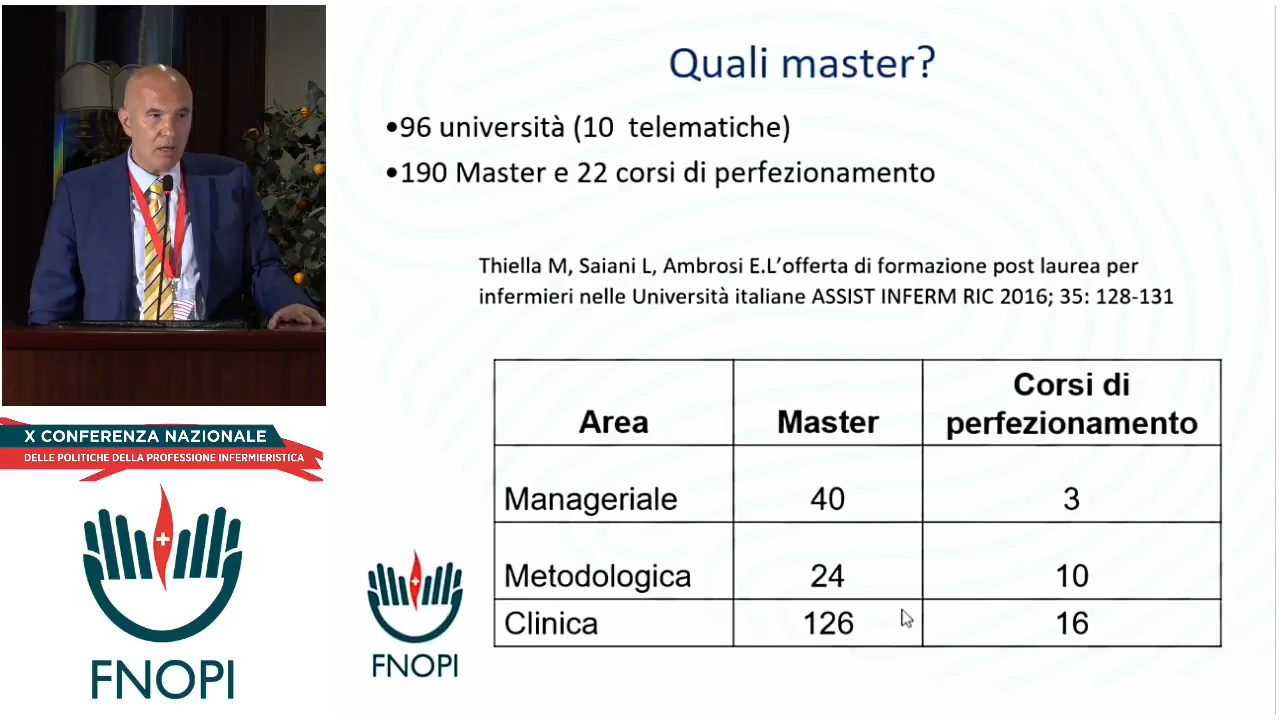 Quali master?
•96 università (10 telematiche)
•190 Master e 22 corsi di perfezionamento
Thiella M, Saiani L, Ambrosi E.L'offerta di formazione post laurea per
infermieri nelle Università italiane ASSIST INFERM RIC 2016; 35: 128-131
Area
Master
Corsi di
perfezionamento
Manageriale
40
3
Metodologica
24
10
Clinica
126
16
X CONFERENZA NAZIONALE
DELLE POLITICHE DELLA PROFESSIONE INFERMIERISTICA
FNOPI
FNOPI